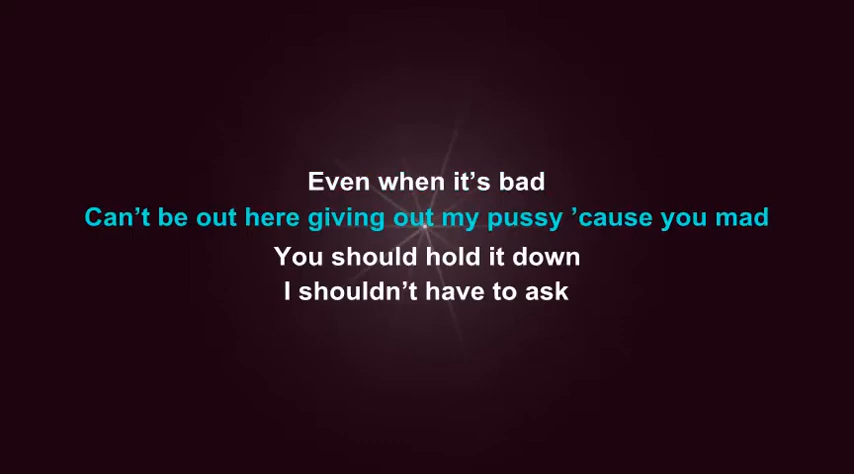 Even when it’s bad
Can’t be out here giving out my pussy ’cause you mad
You should hold it down
I shouldn’t have to ask